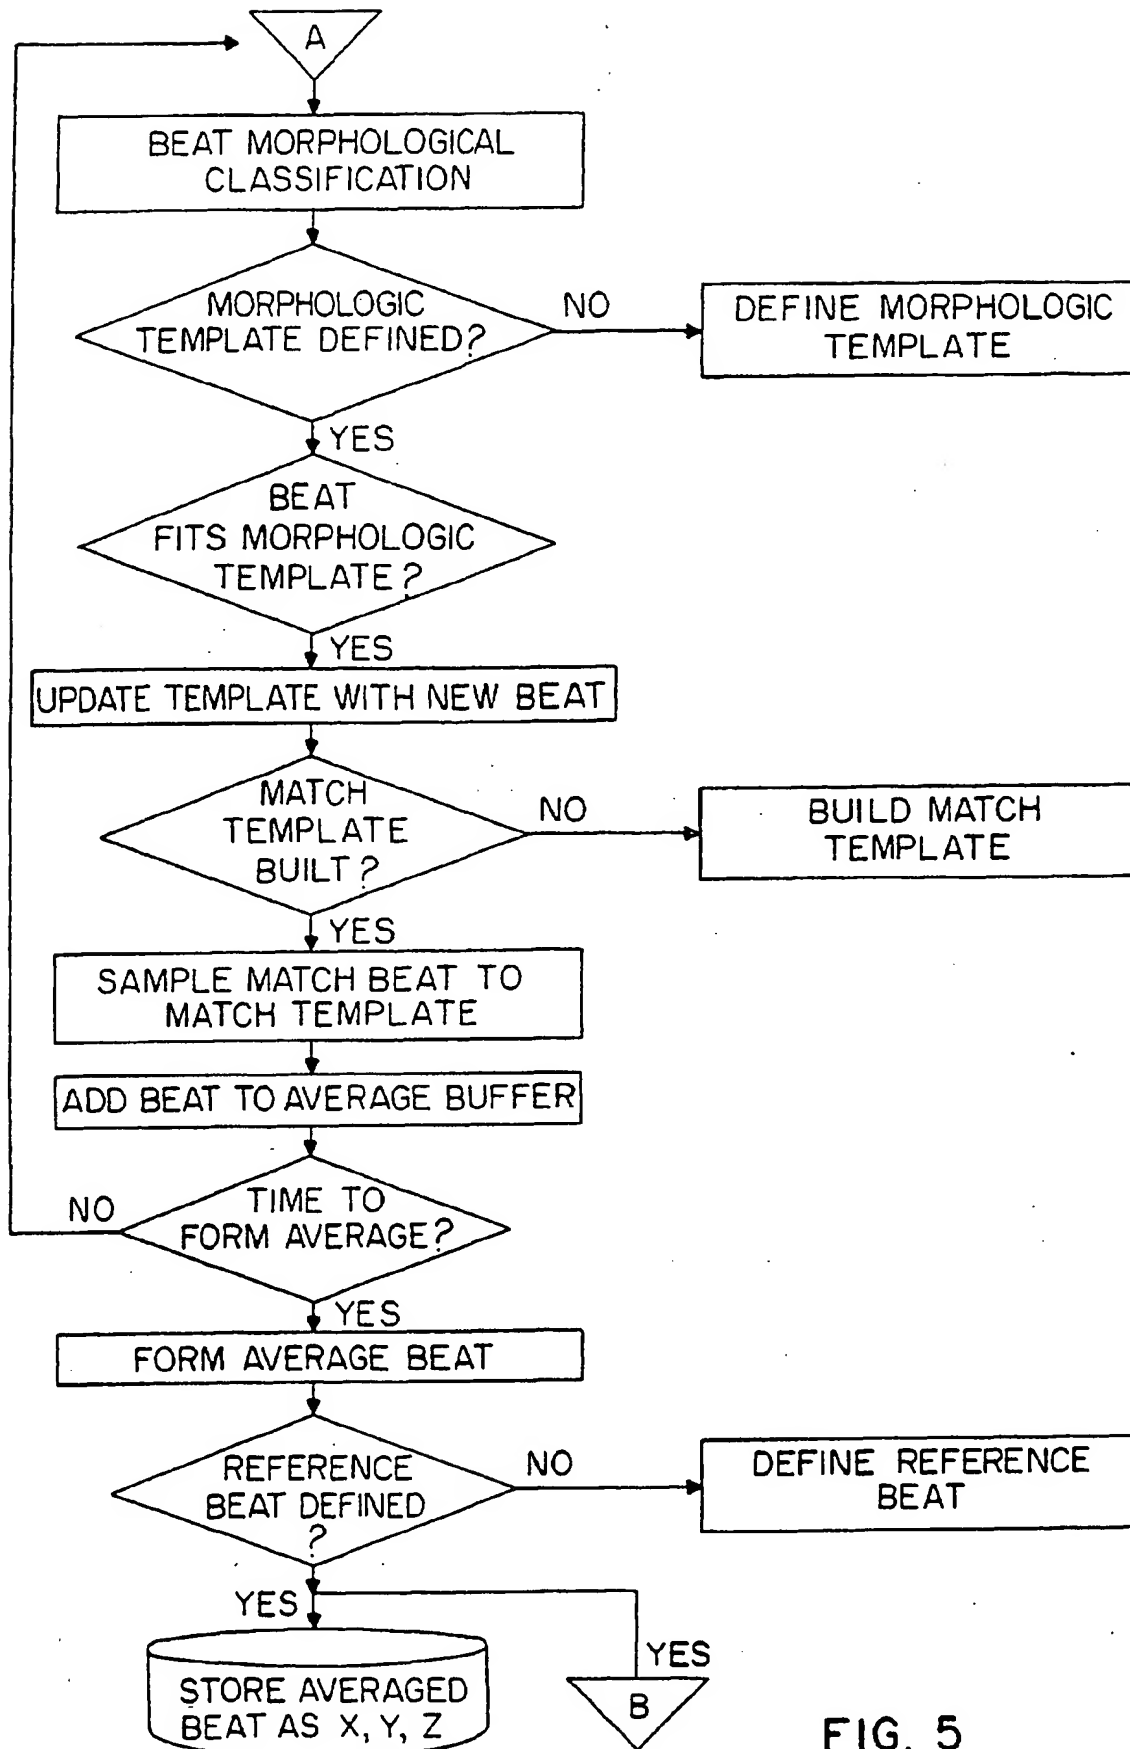 A
BEAT MORPHOLOGICAL
CLASSIFICATION
MORPHOLOGIC
TEMPLATE DEFINED?
NO
DEFINE MORPHOLOGIC
TEMPLATE
YES
BEAT
FITS MORPHOLOGIC
TEMPLATE?
YES
UPDATE TEMPLATE WITH NEW BEAT
MATCH
TEMPLATE
BUILT?
NO
BUILD MATCH
TEMPLATE
YES
SAMPLE MATCH BEAT TO
MATCH TEMPLATE
ADD BEAT TO AVERAGE BUFFER
NO
TIME TO
FORM AVERAGE?
YES
FORM AVERAGE BEAT
REFERENCE
BEAT DEFINED
?
NO
DEFINE REFERENCE
BEAT
YES
YES
STORE AVERAGED
BEAT AS X, Y, Z
B
FIG. 5